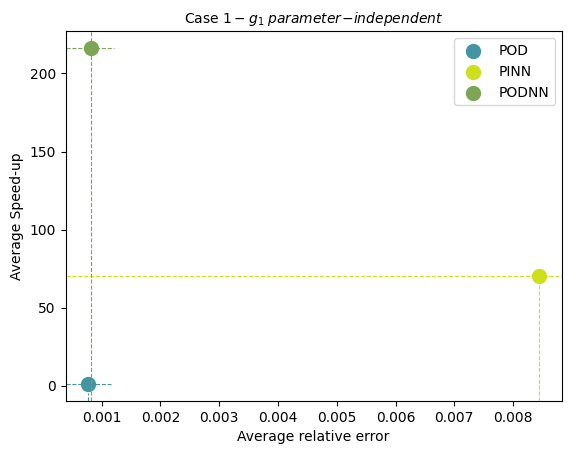 Case 1 − g₁ parameter−independent
POD
PINN
PODNN
Average Speed-up
200
150
100
50
0
0.001 0.002 0.003 0.004 0.005 0.006 0.007 0.008
Average relative error